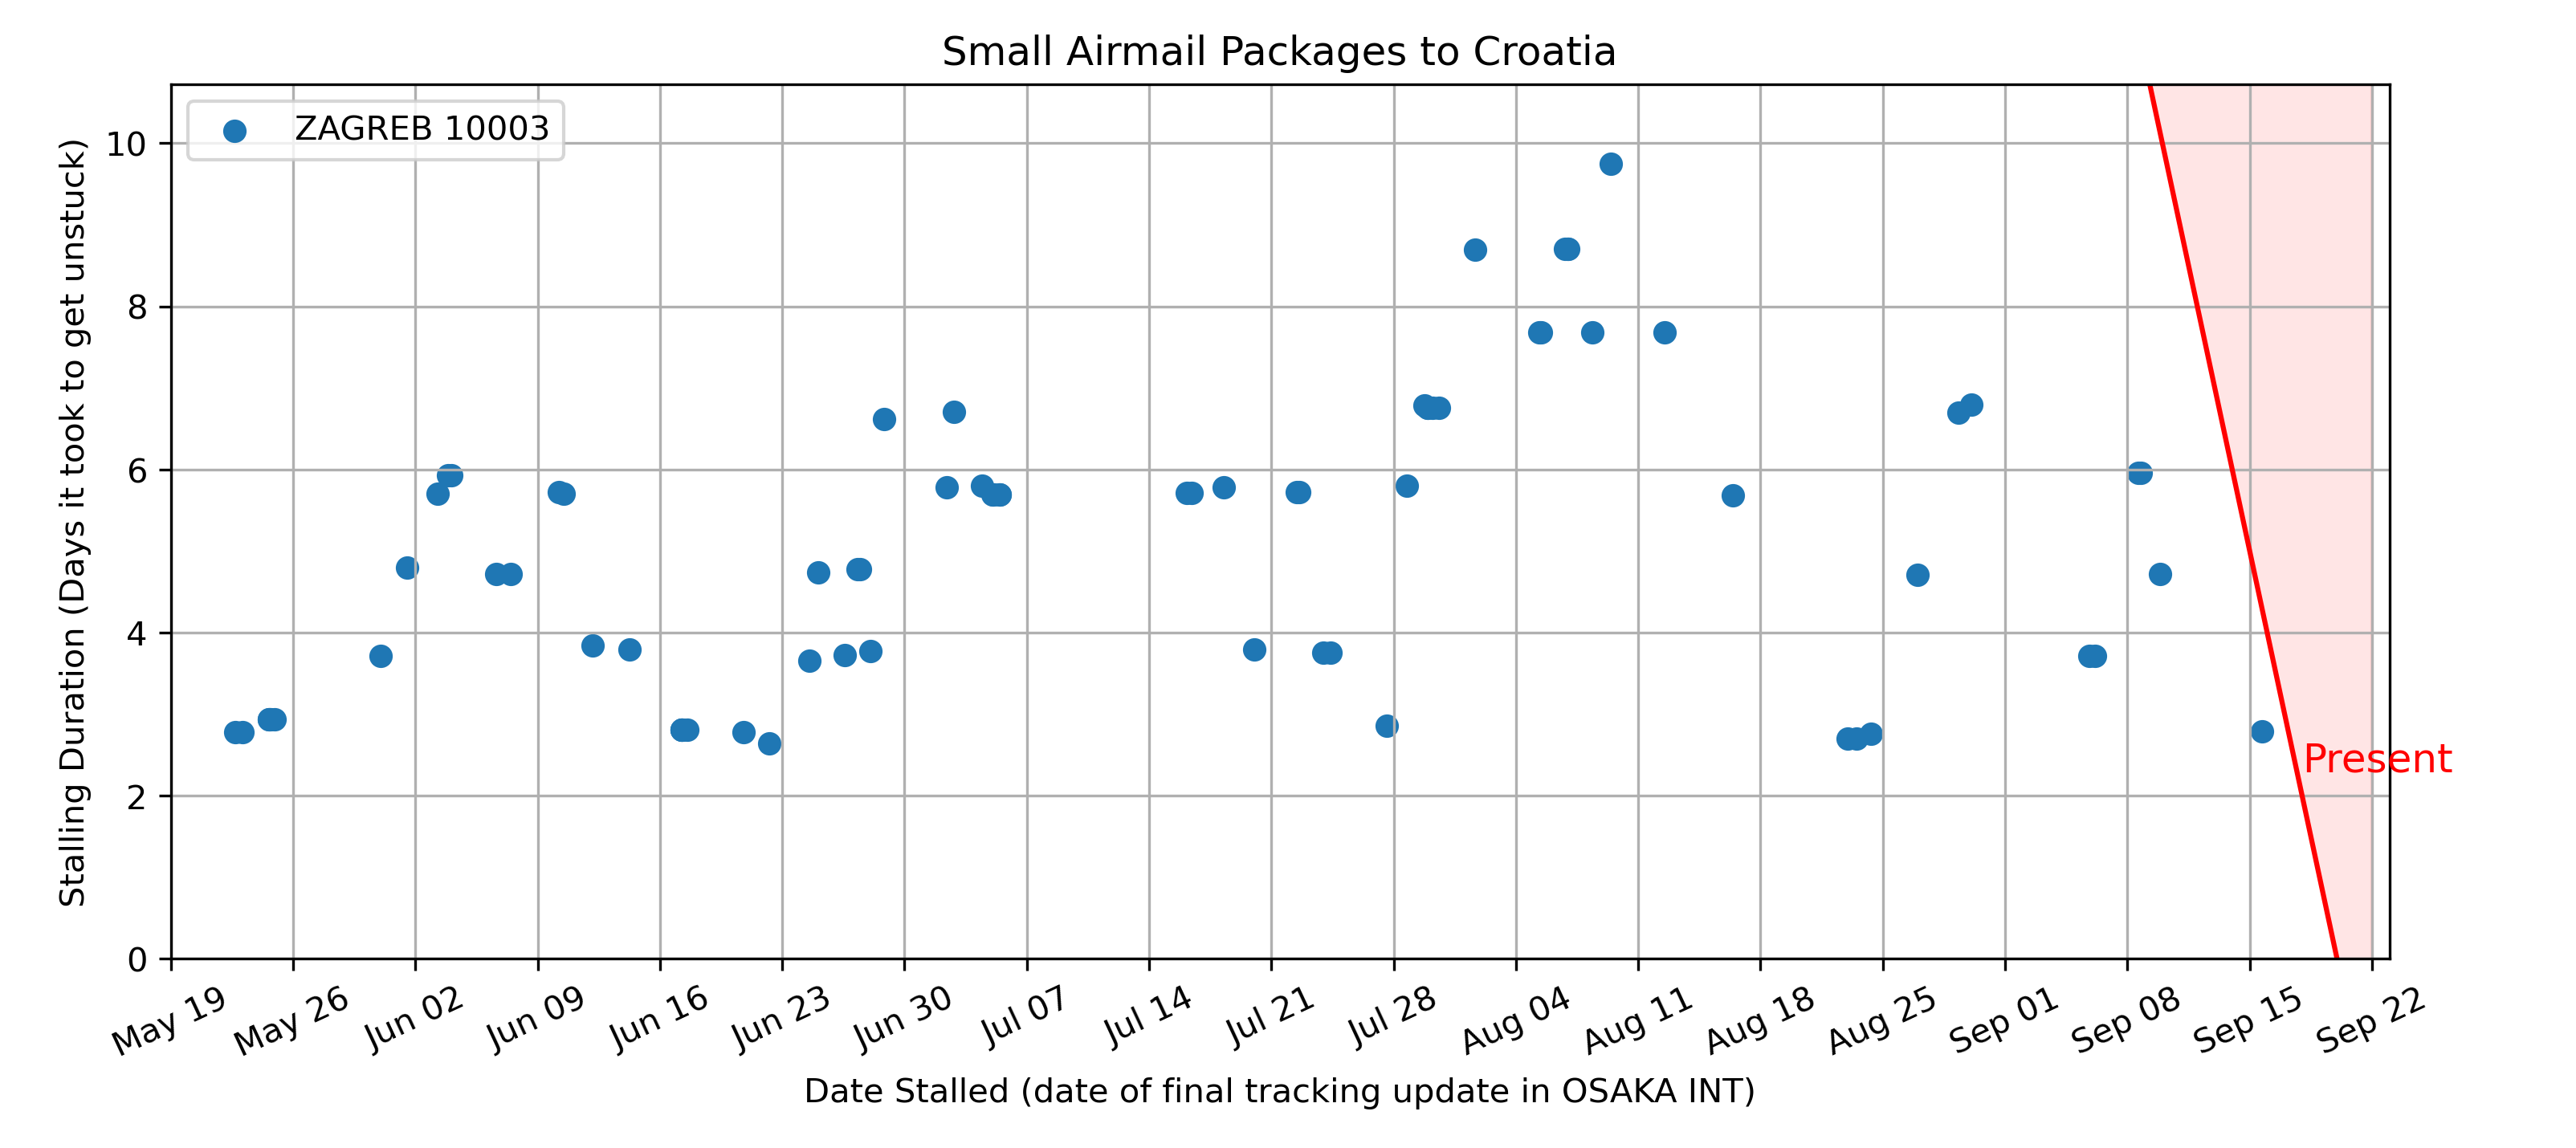 Small Airmail Packages to Croatia
ZAGREB 10003
Stalling Duration (Days it took to get unstuck)
10
8
6
4
2
0
Present
May 19 May 26 Jun 02 Jun 09 Jun 16 Jun 23 Jun 30 Jul 07 Jul 14 Jul 21 Jul 28 Aug 04 Aug 11 Aug 18 Aug 25 Sep 01 Sep 08 Sep 15 Sep 22
Date Stalled (date of final tracking update in OSAKA INT)